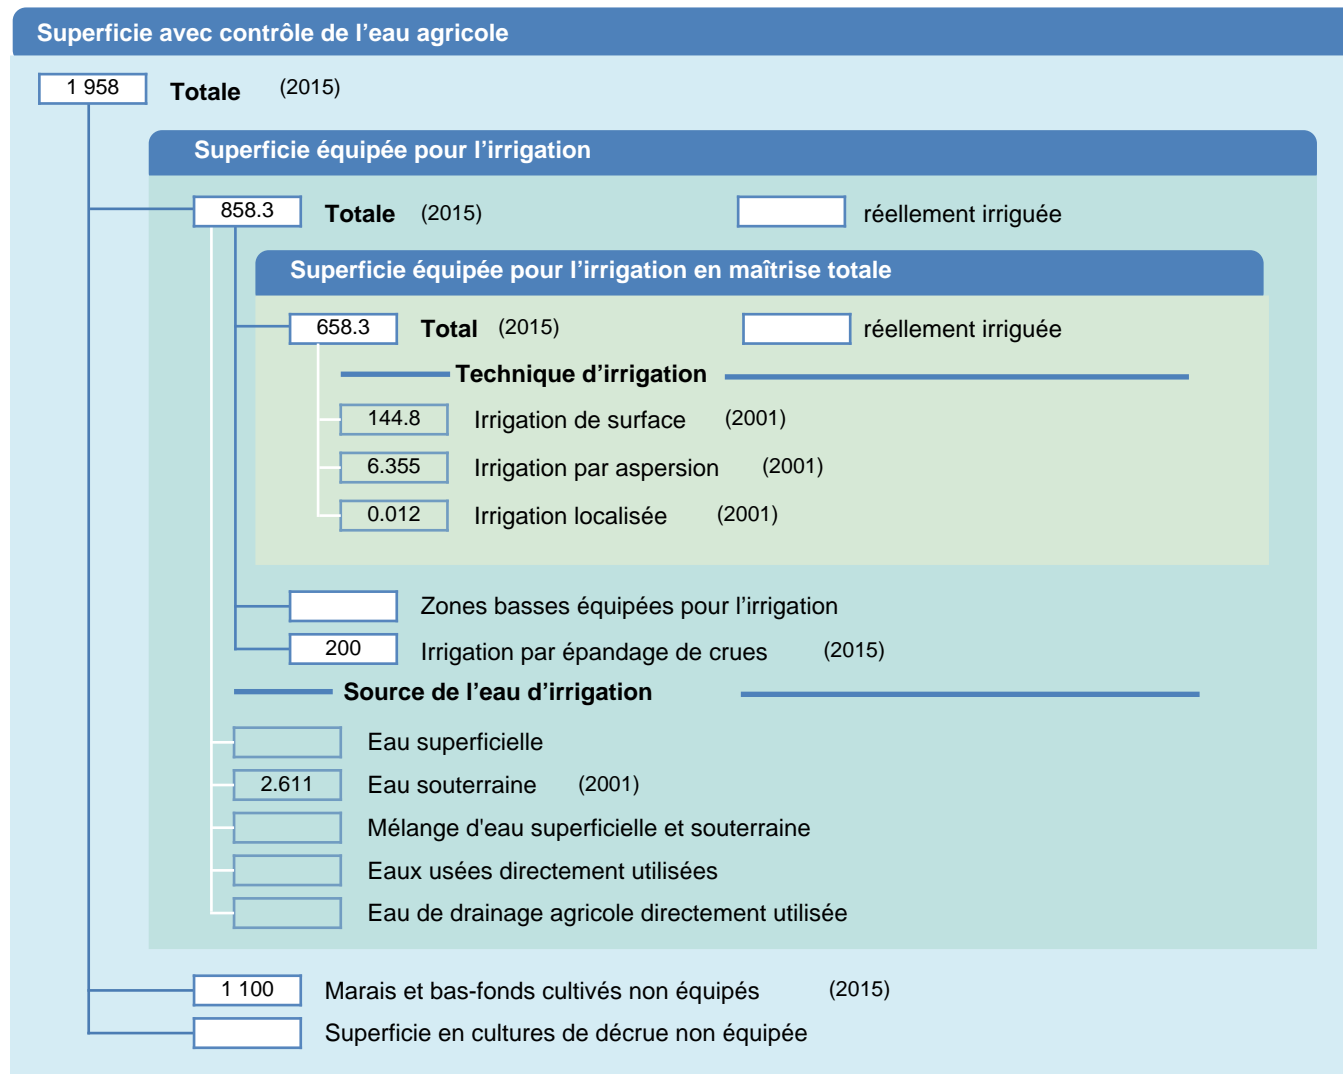 Superficie avec contrôle de l'eau agricole
1 958 Totale (2015)
Superficie équipée pour l'irrigation
858.3 Totale (2015) réellement irriguée
Superficie équipée pour l'irrigation en maîtrise totale
658.3 Total (2015) réellement irriguée
Technique d'irrigation
144.8 Irrigation de surface (2001)
6.355 Irrigation par aspersion (2001)
0.012 Irrigation localisée (2001)
Zones basses équipées pour l'irrigation
200 Irrigation par épandage de crues (2015)
Source de l'eau d'irrigation
Eau superficielle
2.611 Eau souterraine (2001)
Mélange d'eau superficielle et souterraine
Eaux usées directement utilisées
Eau de drainage agricole directement utilisée
1 100 Marais et bas-fonds cultivés non équipés (2015)
Superficie en cultures de décrue non équipée